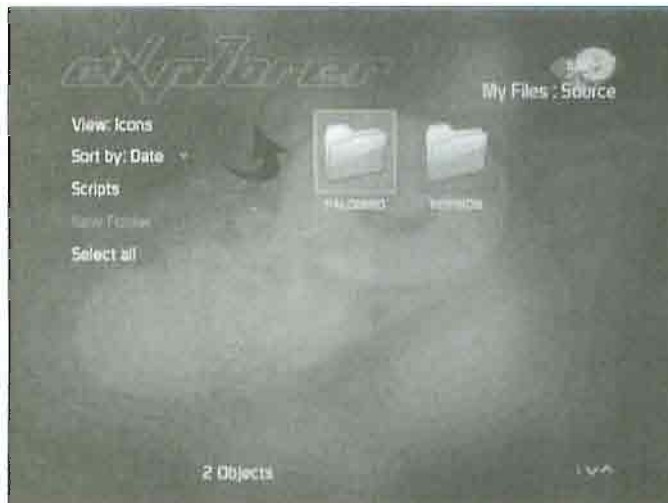 eXplorer
My Files : Source
View: Icons
Sort by: Date
Scripts
New Folder
Select all
2 Objects